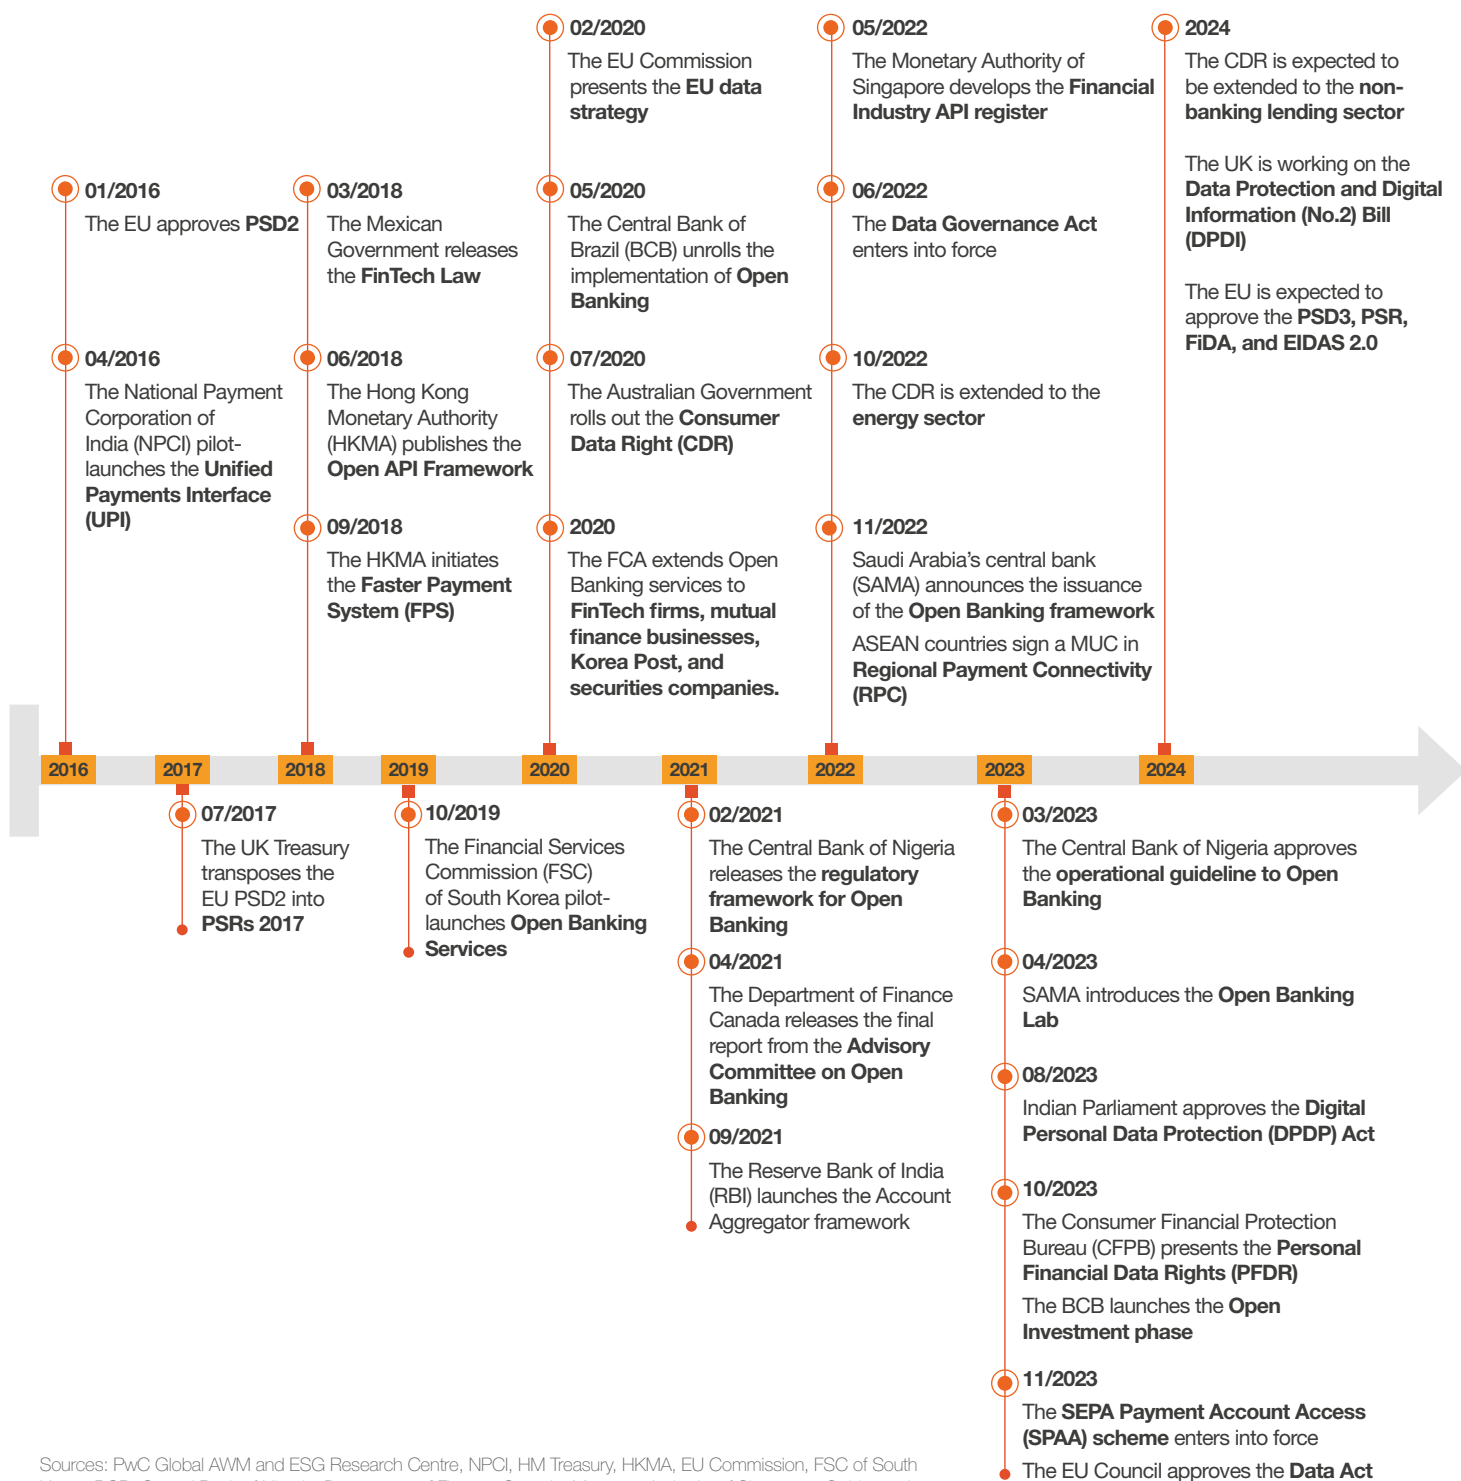 02/2020
The EU Commission
presents the EU data
strategy
05/2022
The Monetary Authority of
Singapore develops the Financial
Industry API register
2024
The CDR is expected to
be extended to the non-
banking lending sector
The UK is working on the
Data Protection and Digital
Information (No.2) Bill
(DPDI)
The EU is expected to
approve the PSD3, PSR,
FiDA, and EIDAS 2.0
01/2016
The EU approves PSD2
03/2018
The Mexican
Government releases
the FinTech Law
05/2020
The Central Bank of
Brazil (BCB) unrolls the
implementation of Open
Banking
06/2022
The Data Governance Act
enters into force
04/2016
The National Payment
Corporation of
India (NPCI) pilot-
launches the Unified
Payments Interface
(UPI)
06/2018
The Hong Kong
Monetary Authority
(HKMA) publishes the
Open API Framework
07/2020
The Australian Government
rolls out the Consumer
Data Right (CDR)
10/2022
The CDR is extended to the
energy sector
09/2018
The HKMA initiates
the Faster Payment
System (FPS)
2020
The FCA extends Open
Banking services to
FinTech firms, mutual
finance businesses,
Korea Post, and
securities companies.
11/2022
Saudi Arabia's central bank
(SAMA) announces the issuance
of the Open Banking framework
ASEAN countries sign a MUC in
Regional Payment Connectivity
(RPC)
2016
2017
2018
2019
2020
2021
2022
2023
2024
07/2017
The UK Treasury
transposes the
EU PSD2 into
PSRs 2017
10/2019
The Financial Services
Commission (FSC)
of South Korea pilot-
launches Open Banking
Services
02/2021
The Central Bank of Nigeria
releases the regulatory
framework for Open
Banking
04/2021
The Department of Finance
Canada releases the final
report from the Advisory
Committee on Open
Banking
09/2021
The Reserve Bank of India
(RBI) launches the Account
Aggregator framework
03/2023
The Central Bank of Nigeria approves
the operational guideline to Open
Banking
04/2023
SAMA introduces the Open Banking
Lab
08/2023
Indian Parliament approves the Digital
Personal Data Protection (DPDP) Act
10/2023
The Consumer Financial Protection
Bureau (CFPB) presents the Personal
Financial Data Rights (PFDR)
The BCB launches the Open
Investment phase
11/2023
The SEPA Payment Account Access
(SPAA) scheme enters into force
The EU Council approves the Data Act
Sources: PwC Global AWM and ESG Research Centre, NPCI, HM Treasury, HKMA, EU Commission, FSC of South